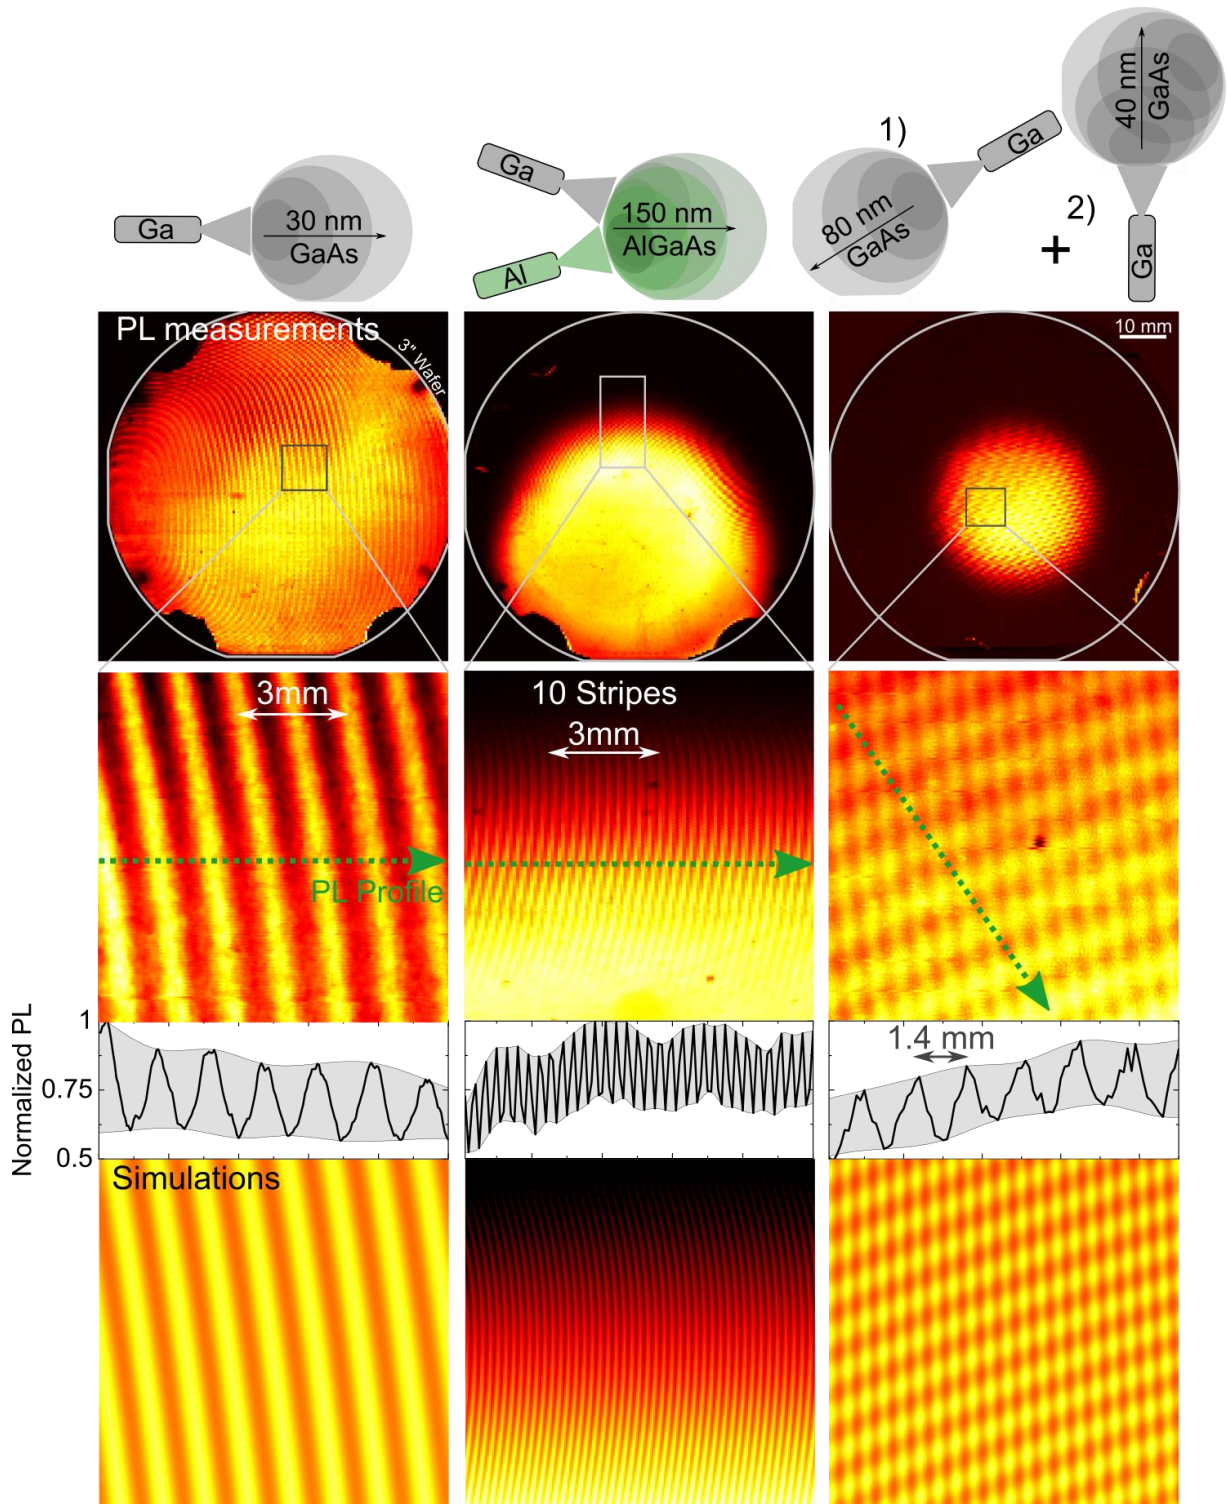 Ga
30 nm
GaAs
Ga
Al
150 nm
AlGaAs
1)
80 nm
GaAs
Ga
+
2)
40 nm
GaAs
Ga
PL measurements
3" Wafer
10 mm
3mm
PL Profile
10 Stripes
3mm
Normalized PL
1
0.75
0.5
1.4 mm
Simulations